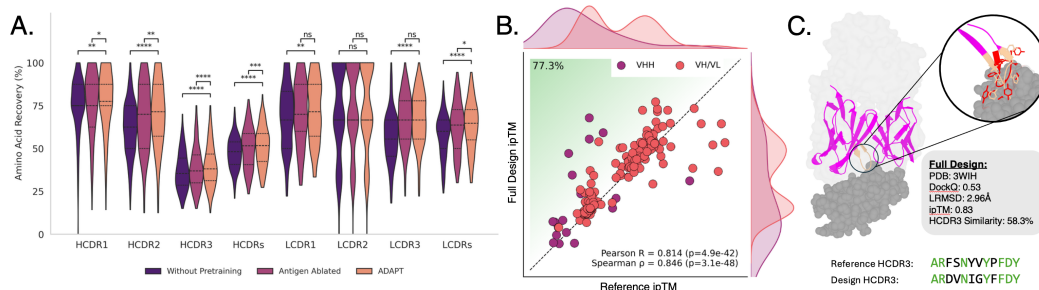 A.
Amino Acid Recovery (%)
100
75
50
25
0
*
**
**
****
****
****
***
****
ns
**
ns
ns
ns
****
*
****
HCDR1
HCDR2
HCDR3
HCDRs
LCDR1
LCDR2
LCDR3
LCDRs
Without Pretraining
Antigen Ablated
ADAPT
B.
77.3%
VHH
VH/VL
Full Design ipTM
Pearson R = 0.814 (p=4.9e-42)
Spearman ρ = 0.846 (p=3.1e-48)
Reference ipTM
C.
Full Design:
PDB: 3WIH
DockQ: 0.53
LRMSD: 2.96Å
ipTM: 0.83
HCDR3 Similarity: 58.3%
Reference HCDR3: ARFSNYVYPFDY
Design HCDR3: ARDVNIGYFFDY